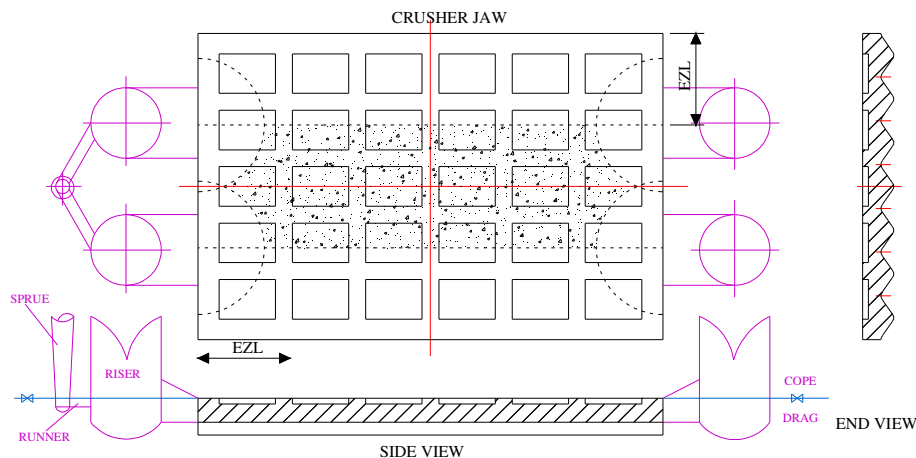 CRUSHER JAW
EZL
SPRUE
EZL
RISER
COPE
DRAG
RUNNER
END VIEW
SIDE VIEW